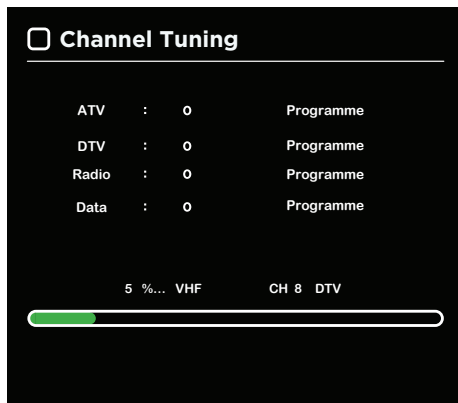 Channel Tuning
ATV : 0 Programme
DTV : 0 Programme
Radio : 0 Programme
Data : 0 Programme
5 %... VHF CH 8 DTV